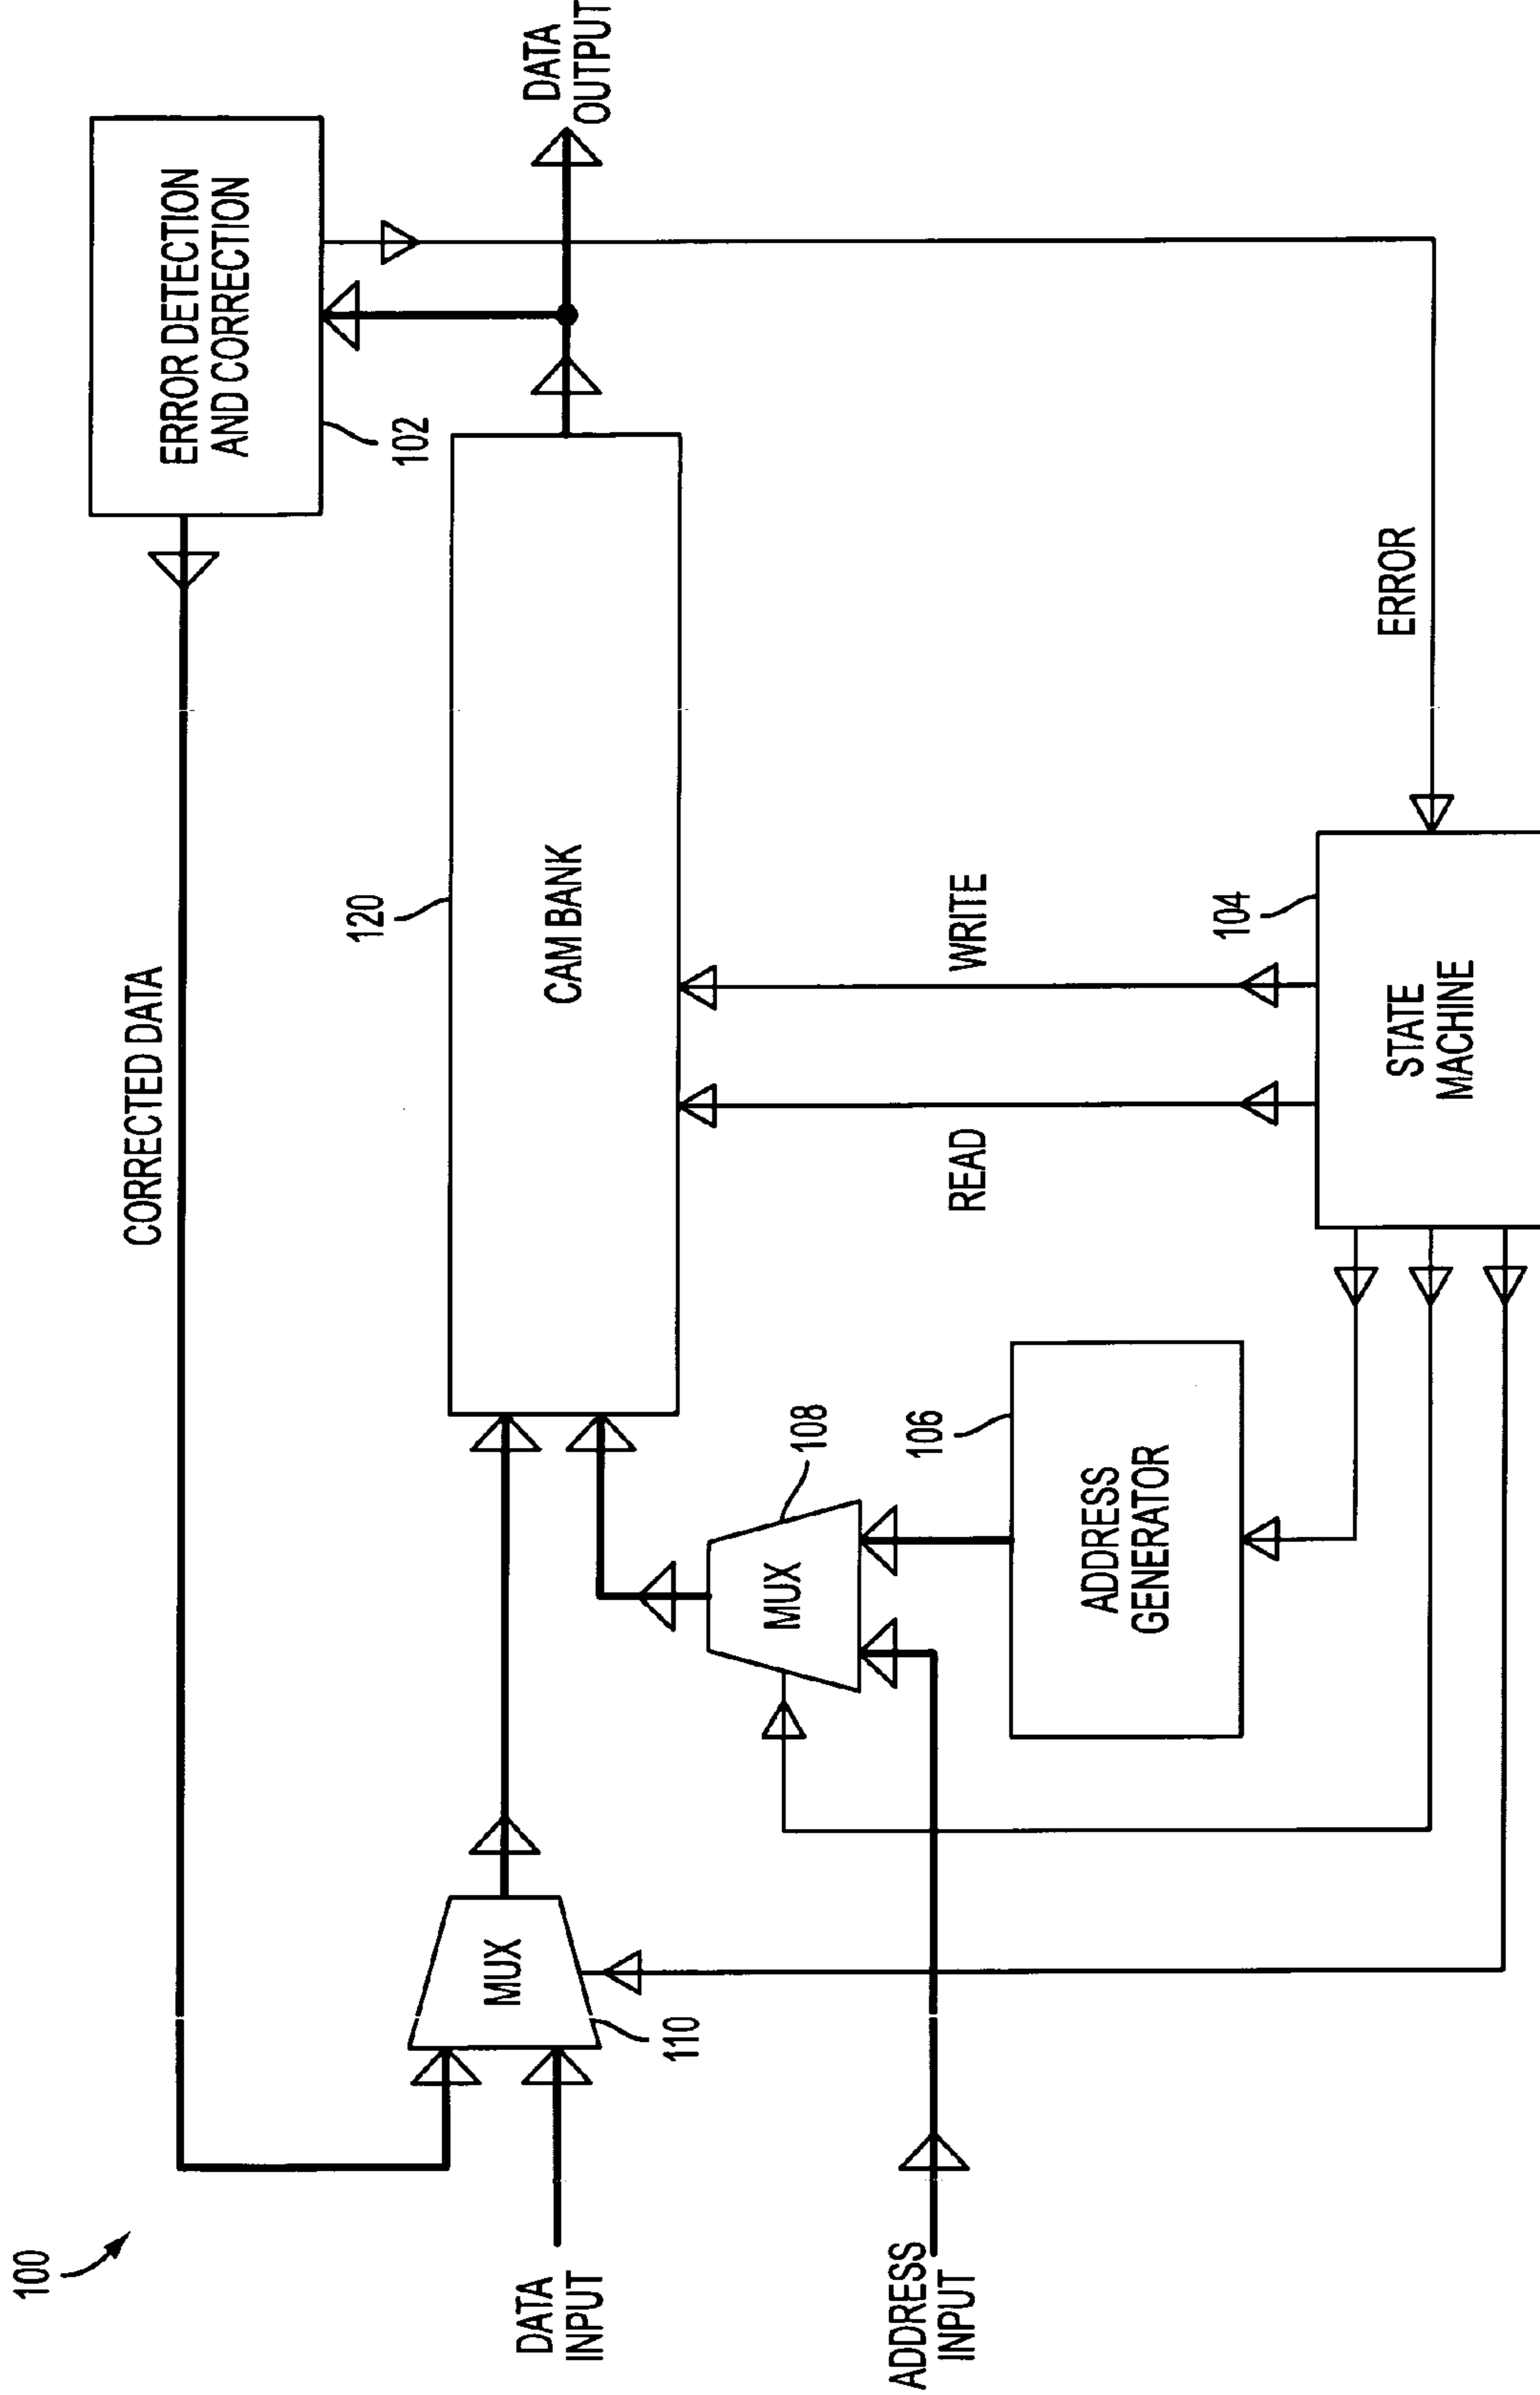 100
CORRECTED DATA
ERROR DETECTION
AND CORRECTION
102
DATA
INPUT
MUX
110
120
CAM BANK
DATA
OUTPUT
MUX
108
ADDRESS
INPUT
106
ADDRESS
GENERATOR
READ
WRITE
104
STATE
MACHINE
ERROR